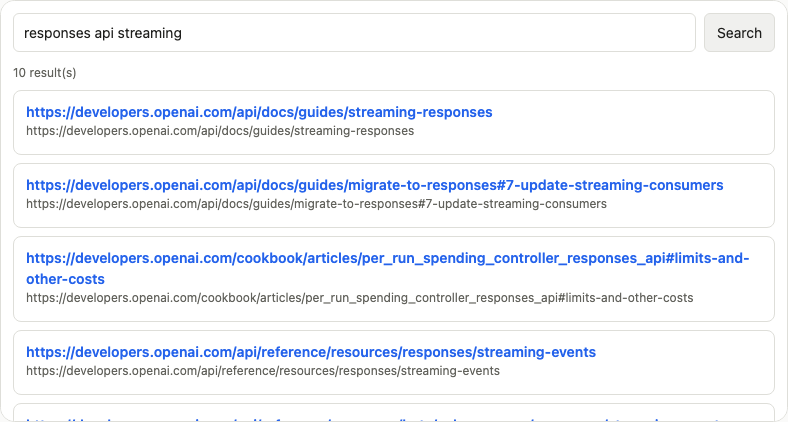 responses api streaming
Search
10 result(s)
https://developers.openai.com/api/docs/guides/streaming-responses
https://developers.openai.com/api/docs/guides/streaming-responses
https://developers.openai.com/api/docs/guides/migrate-to-responses#7-update-streaming-consumers
https://developers.openai.com/api/docs/guides/migrate-to-responses#7-update-streaming-consumers
https://developers.openai.com/cookbook/articles/per_run_spending_controller_responses_api#limits-and-
other-costs
https://developers.openai.com/cookbook/articles/per_run_spending_controller_responses_api#limits-and-other-costs
https://developers.openai.com/api/reference/resources/responses/streaming-events
https://developers.openai.com/api/reference/resources/responses/streaming-events